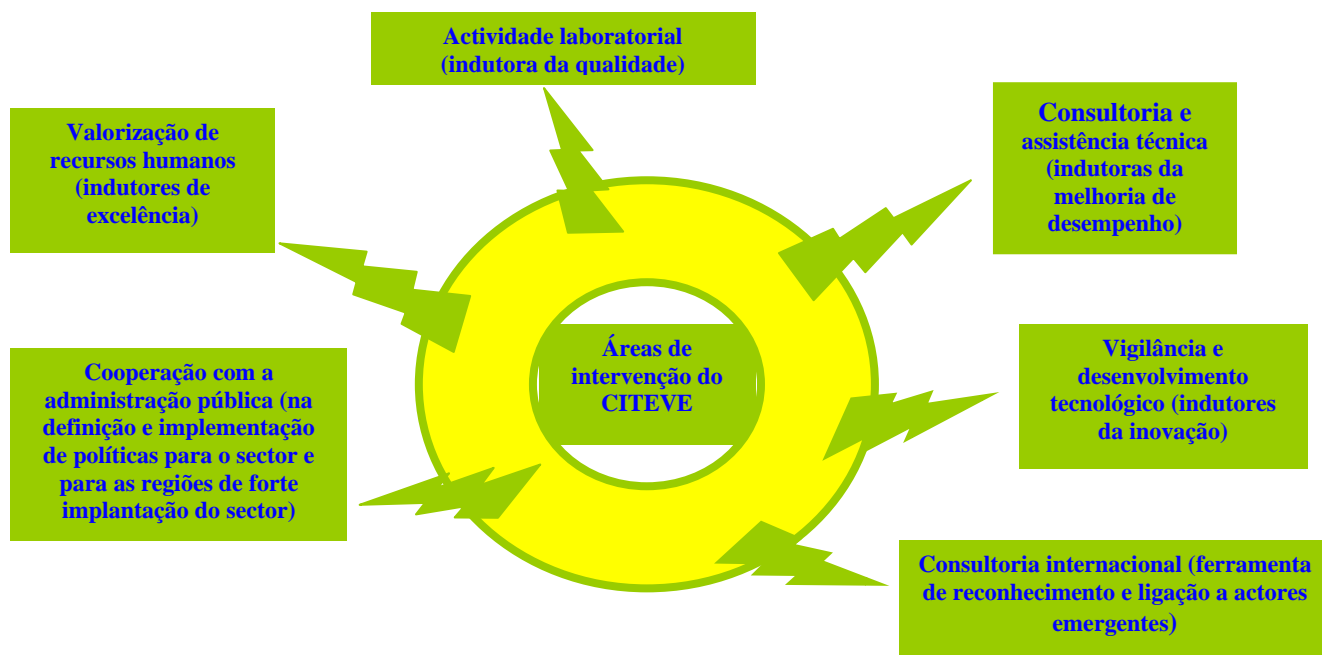 Actividade laboratorial
(indutora da qualidade)
Valorização de
recursos humanos
(indutores de
excelência)
Consultoria e
assistência técnica
(indutoras da
melhoria de
desempenho)
Áreas de
intervenção do
CITEVE
Vigilância e
desenvolvimento
tecnológico (indutores
da inovação)
Cooperação com a
administração pública (na
definição e implementação
de políticas para o sector e
para as regiões de forte
implantação do sector)
Consultoria internacional (ferramenta
de reconhecimento e ligação a actores
emergentes)